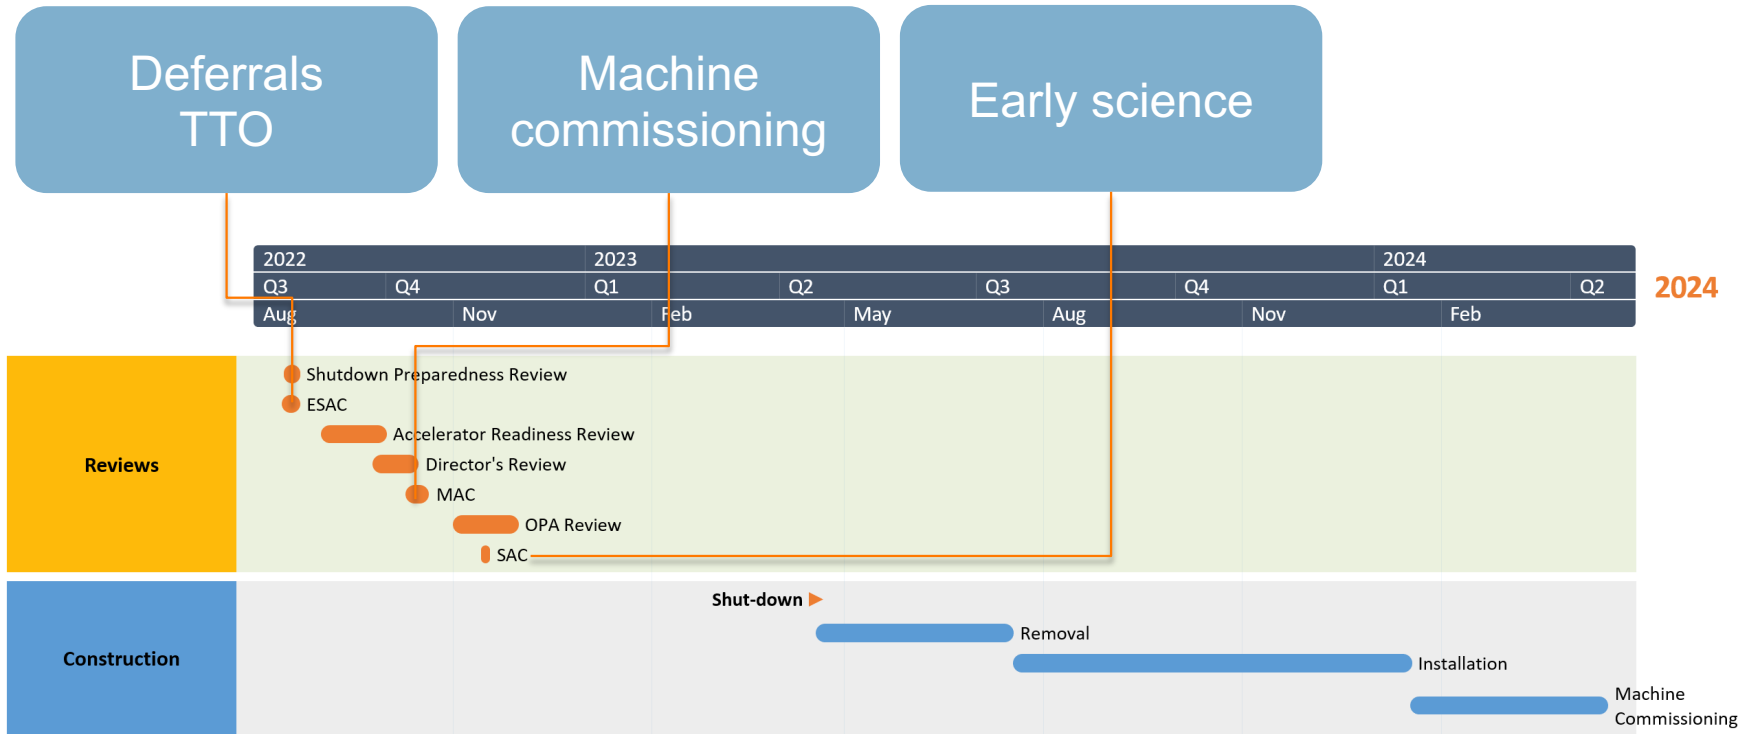 Deferrals
TTO
Machine
commissioning
Early science
2022 2023 2024
Q3 Q4 Q1 Q2 Q3 Q4 Q1 Q2
2024
Aug Nov Feb May Aug Nov Feb
Shutdown Preparedness Review
ESAC
Accelerator Readiness Review
Reviews
Director's Review
MAC
OPA Review
SAC
Shut-down
Removal
Construction
Installation
Machine
Commissioning